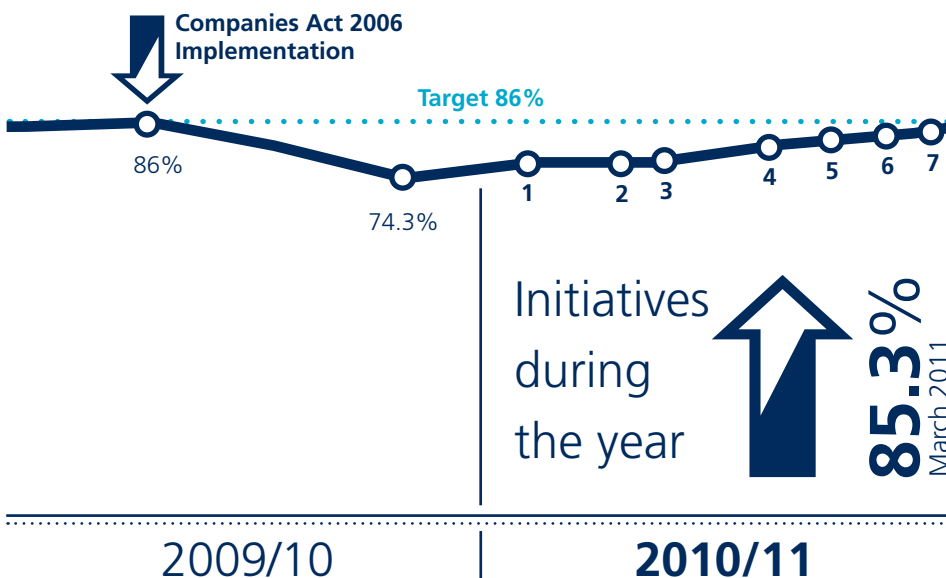 Companies Act 2006
Implementation
Target 86%
86%
74.3%
1
2
3
4
5
6
7
Initiatives
during
the year
85.3%
March 2011
2009/10
2010/11